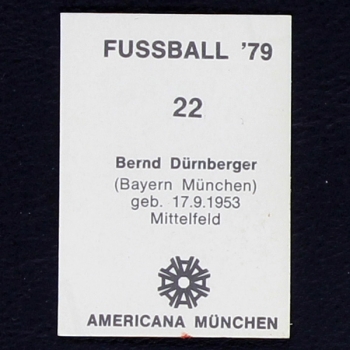 FUSSBALL '79
22
Bernd Dürnberger
(Bayern München)
geb. 17.9.1953
Mittelfeld
AMERICANA MÜNCHEN